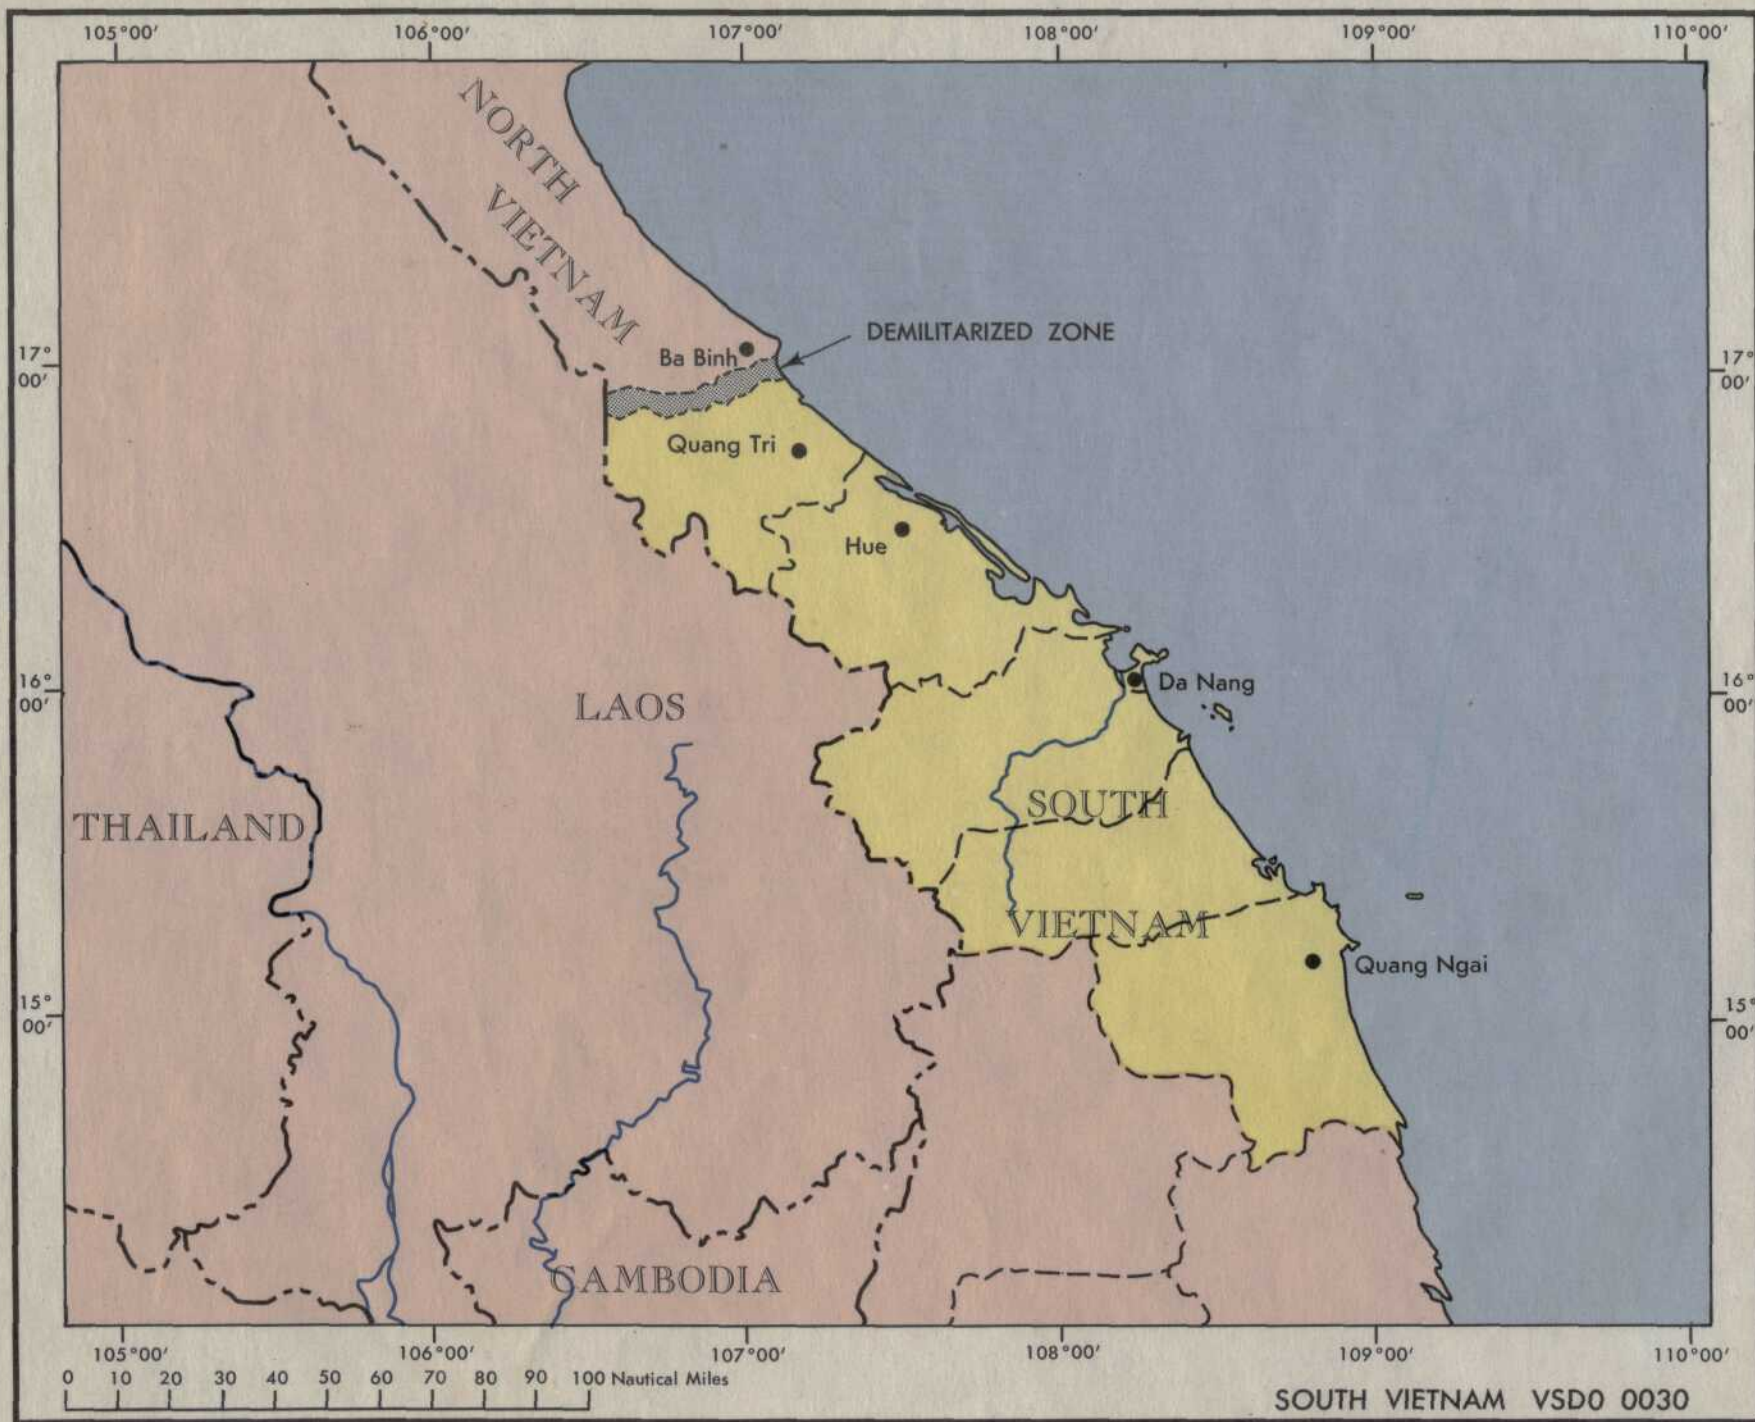 105°00' 106°00' 107°00' 108°00' 109°00' 110°00'
NORTH
VIETNAM
DEMILITARIZED ZONE
17°
00'
17°
00'
Ba Binh
Quang Tri
Hue
16°
00'
16°
00'
Da Nang
LAOS
SOUTH
THAILAND
VIETNAM
Quang Ngai
15°
00'
15°
00'
CAMBODIA
105°00' 106°00' 107°00' 108°00' 109°00' 110°00'
0 10 20 30 40 50 60 70 80 90 100 Nautical Miles
SOUTH VIETNAM VSD0 0030